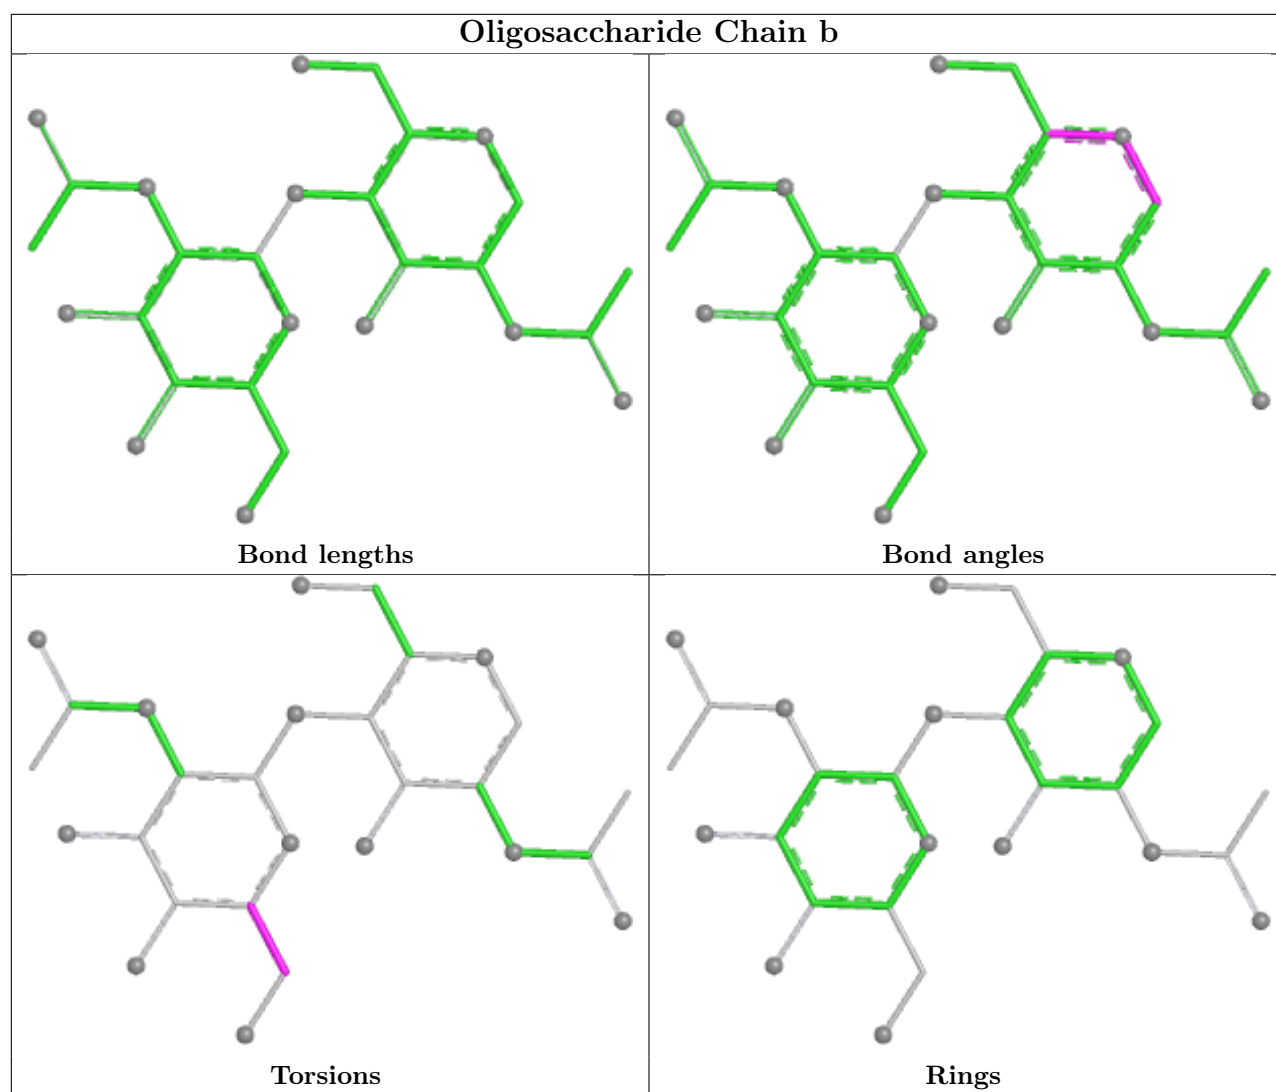 Oligosaccharide Chain b
Bond lengths
Bond angles
Torsions
Rings